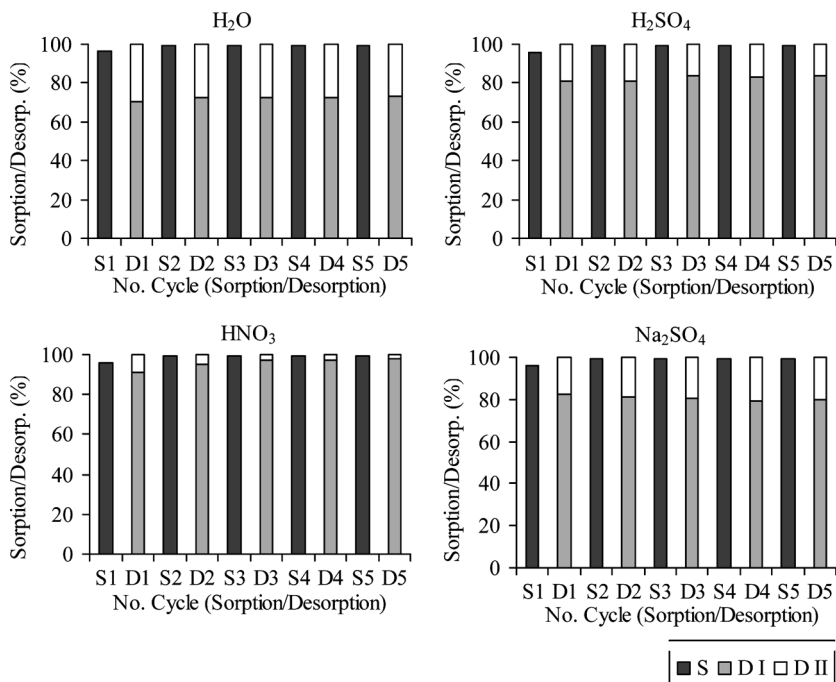 H₂O
Sorption/Desorp. (%)
100
80
60
40
20
0
S1 D1 S2 D2 S3 D3 S4 D4 S5 D5
No. Cycle (Sorption/Desorption)
H₂SO₄
Sorption/Desorp. (%)
100
80
60
40
20
0
S1 D1 S2 D2 S3 D3 S4 D4 S5 D5
No. Cycle (Sorption/Desorption)
HNO₃
Sorption/Desorp. (%)
100
80
60
40
20
0
S1 D1 S2 D2 S3 D3 S4 D4 S5 D5
No. Cycle (Sorption/Desorption)
Na₂SO₄
Sorption/Desorp. (%)
100
80
60
40
20
0
S1 D1 S2 D2 S3 D3 S4 D4 S5 D5
No. Cycle (Sorption/Desorption)
S D I D II